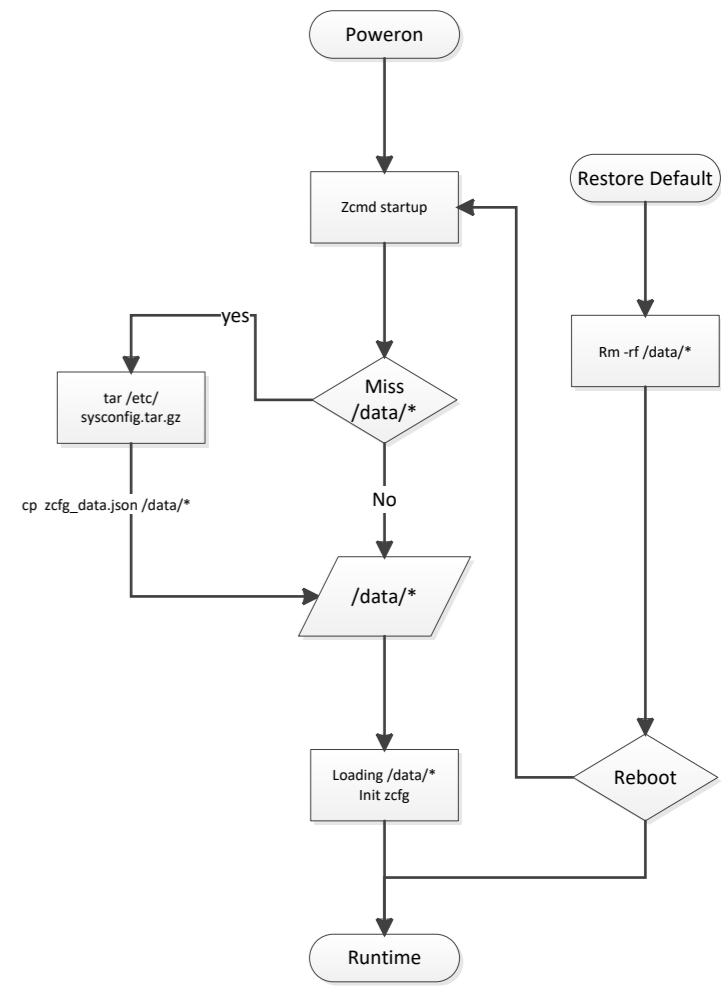 Poweron
Zcmd startup
Restore Default
yes
Rm -rf /data/*
Miss
/data/*
tar /etc/
sysconfig.tar.gz
No
cp zcfg_data.json /data/*
/data/*
Loading /data/*
Init zcfg
Reboot
Runtime